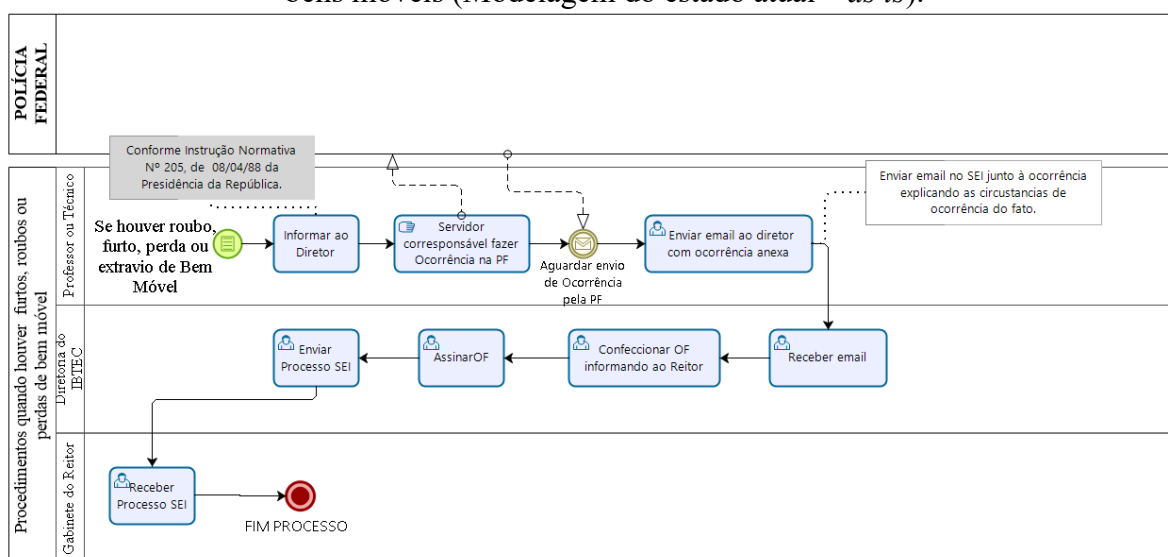 bens móveis (Modelagem do estado atual – as is).
POLÍCIA
FEDERAL
Conforme Instrução Normativa
Nº 205, de 08/04/88 da
Presidência da República.
Enviar email no SEI junto à ocorrência
explicando as circustancias de
ocorrência do fato.
Procedimentos quando houver furtos, roubos ou
perdas de bem móvel
Professor ou Técnico
Se houver roubo,
furto, perda ou
extravio de Bem
Móvel
Informar ao
Diretor
Servidor
corresponsável fazer
Ocorrência na PF
Aguardar envio
de Ocorrência
pela PF
Enviar email ao diretor
com ocorrência anexa
Diretoria do
IBTEC
Enviar
Processo SEI
AssinarOF
Confeccionar OF
informando ao Reitor
Receber email
Gabinete do Reitor
Receber
Processo SEI
FIM PROCESSO